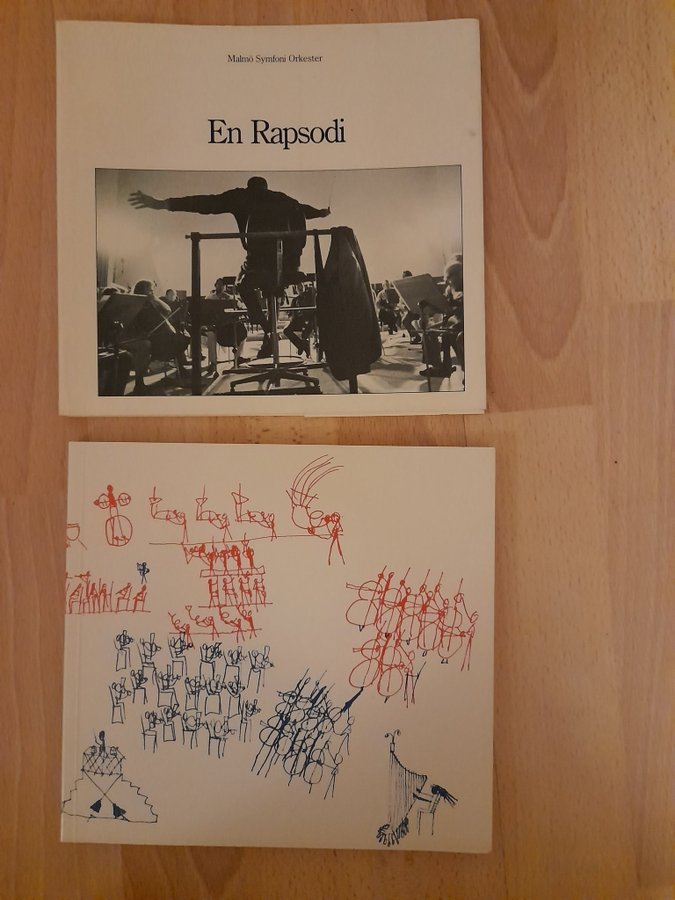 Malmö Symfoni Orkester
En Rapsodi